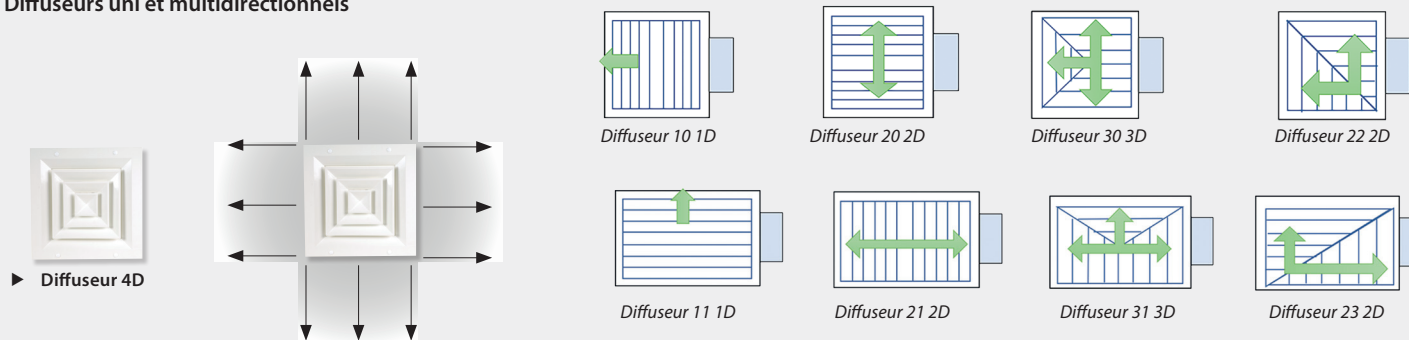 Diffuseurs uni et multidirectionnels
Diffuseur 10 1D
Diffuseur 20 2D
Diffuseur 30 3D
Diffuseur 22 2D
Diffuseur 4D
Diffuseur 11 1D
Diffuseur 21 2D
Diffuseur 31 3D
Diffuseur 23 2D